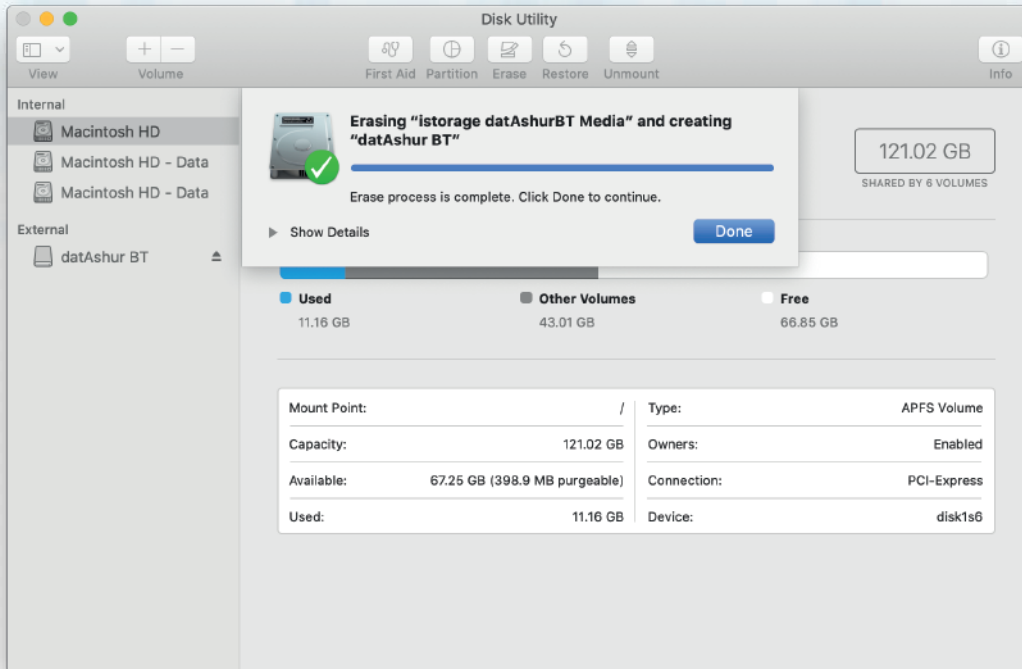 Disk Utility
View
Volume
First Aid
Partition
Erase
Restore
Unmount
Info
Internal
Macintosh HD
Macintosh HD - Data
Macintosh HD - Data
External
datAshur BT
Erasing “istorage datAshurBT Media” and creating
“datAshur BT”
Erase process is complete. Click Done to continue.
Show Details
Done
121.02 GB
SHARED BY 6 VOLUMES
Used
11.16 GB
Other Volumes
43.01 GB
Free
66.85 GB
Mount Point: /
Capacity: 121.02 GB
Available: 67.25 GB (398.9 MB purgeable)
Used: 11.16 GB
Type: APFS Volume
Owners: Enabled
Connection: PCI-Express
Device: disk1s6